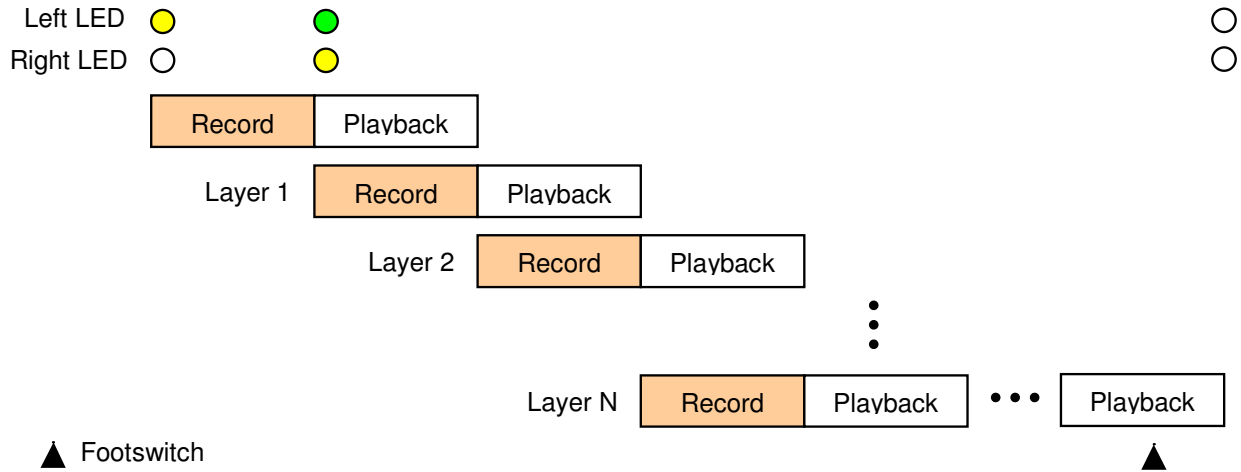 Left LED
Right LED
Record Playback
Layer 1 Record Playback
Layer 2 Record Playback
Layer N Record Playback Playback
Footswitch